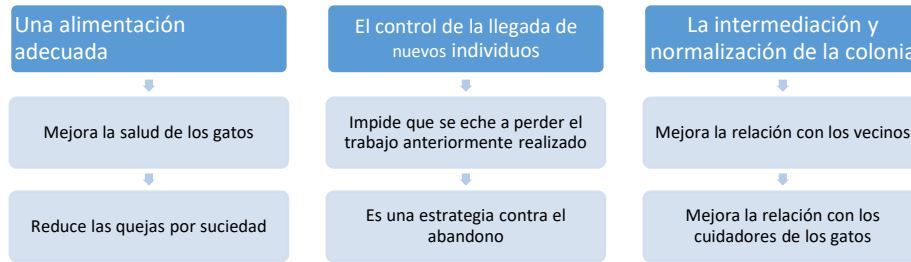 Una alimentación
adecuada
Mejora la salud de los gatos
Reduce las quejas por suciedad
El control de la llegada de
nuevos individuos
Impide que se eche a perder el
trabajo anteriormente realizado
Es una estrategia contra el
abandono
La intermediación y
normalización de la colonia
Mejora la relación con los vecinos
Mejora la relación con los
cuidadores de los gatos